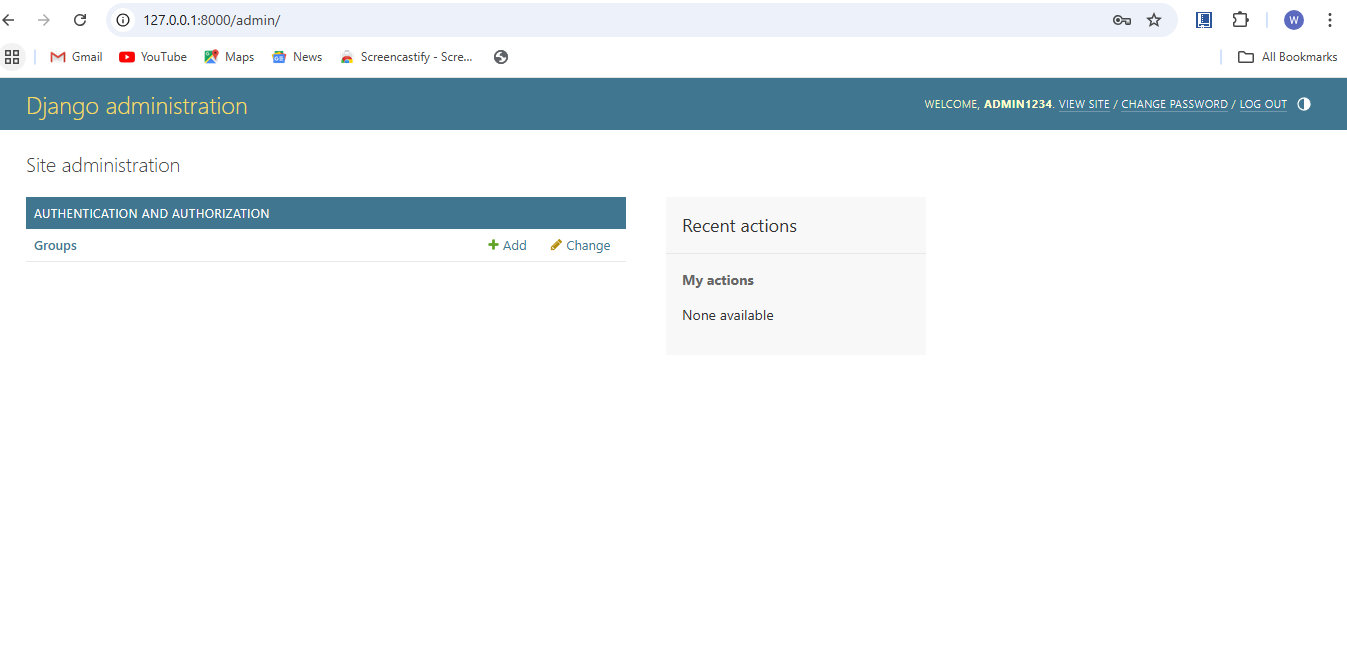 127.0.0.1:8000/admin/
W
Gmail YouTube Maps News Screencastify - Scre... All Bookmarks
Django administration
WELCOME, ADMIN1234. VIEW SITE / CHANGE PASSWORD / LOG OUT
Site administration
AUTHENTICATION AND AUTHORIZATION
Groups Add Change
Recent actions
My actions
None available